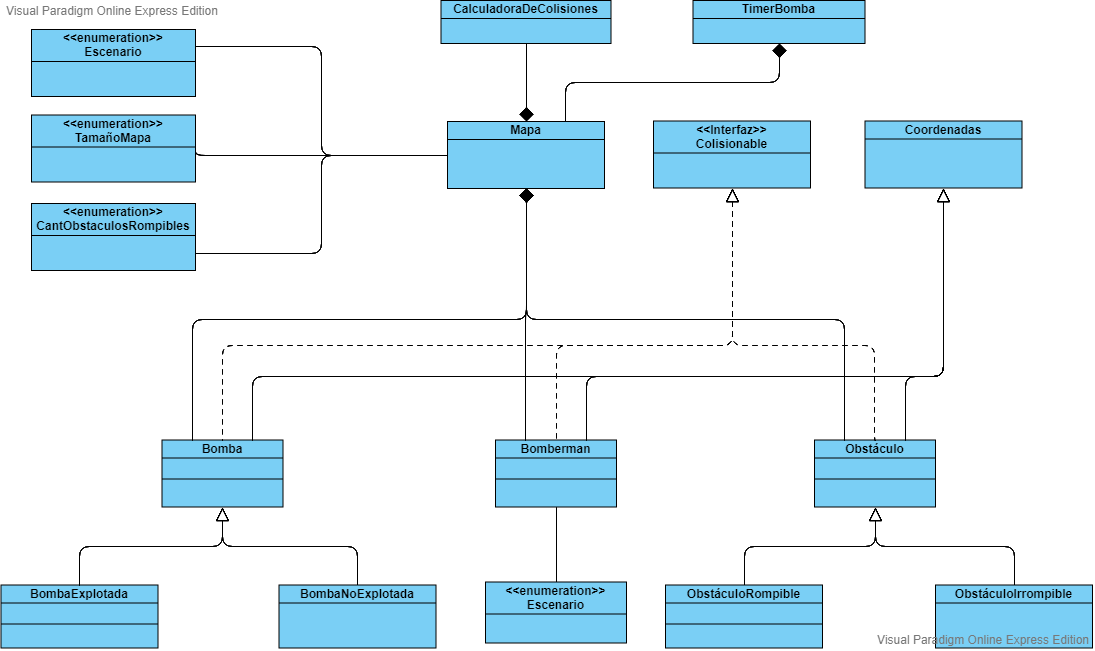 Visual Paradigm Online Express Edition
CalculadoraDeColisiones
TimerBomba
<<enumeration>>
Escenario
<<enumeration>>
TamañoMapa
Mapa
<<Interfaz>>
Colisionable
Coordenadas
<<enumeration>>
CantObstaculosRompibles
Bomba
Bomberman
Obstáculo
BombaExplotada
BombaNoExplotada
<<enumeration>>
Escenario
ObstáculoRompible
ObstáculoIrrompible
Visual Paradigm Online Express Edition